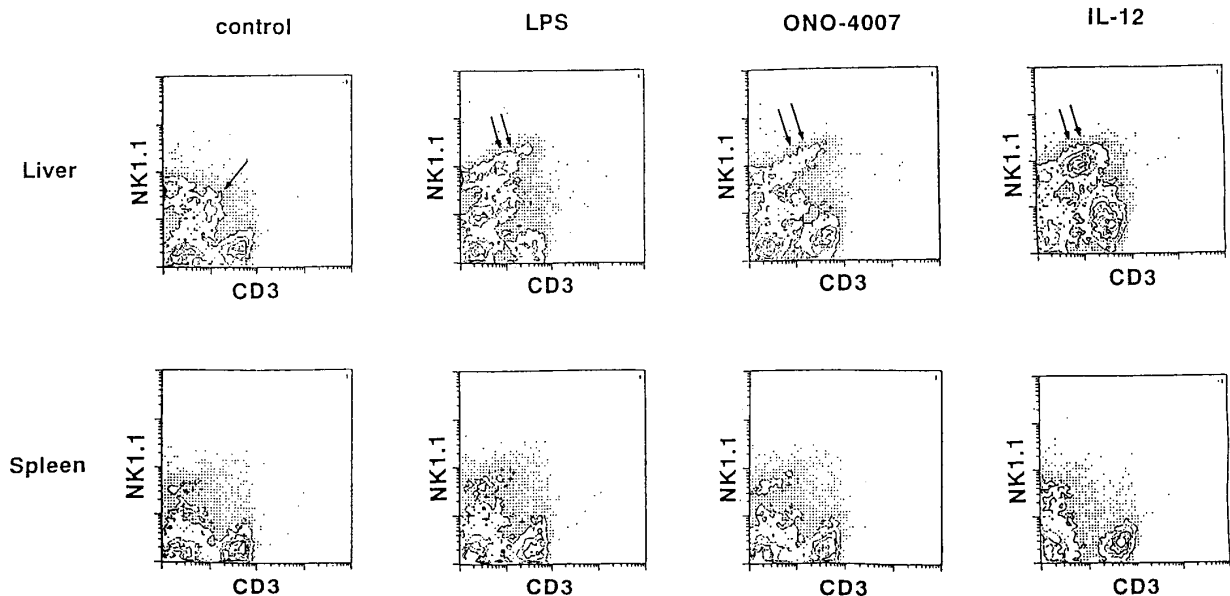 control LPS ONO-4007 IL-12
Liver
NK1.1 NK1.1 NK1.1 NK1.1
CD3 CD3 CD3 CD3
Spleen
NK1.1 NK1.1 NK1.1 NK1.1
CD3 CD3 CD3 CD3